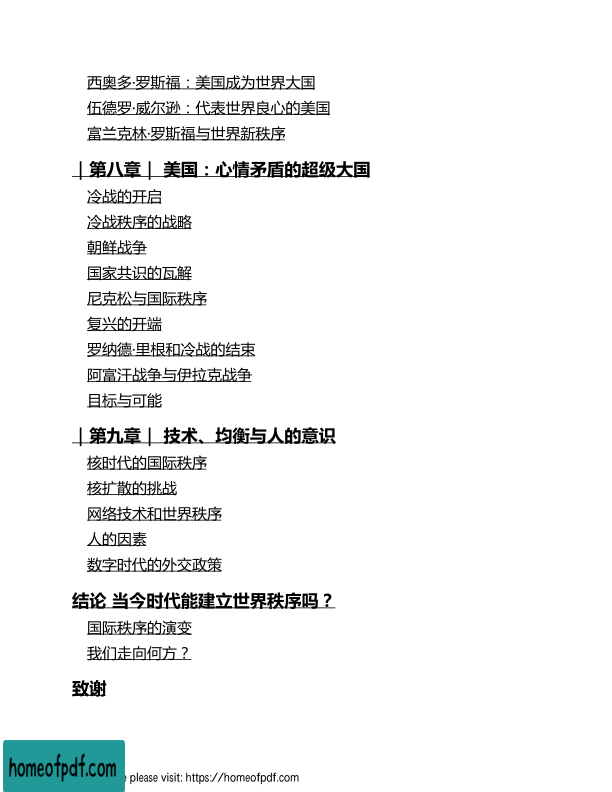 西奥多·罗斯福：美国成为世界大国
伍德罗·威尔逊：代表世界良心的美国
富兰克林·罗斯福与世界新秩序
｜第八章｜ 美国：心情矛盾的超级大国
冷战的开启
冷战秩序的战略
朝鲜战争
国家共识的瓦解
尼克松与国际秩序
复兴的开端
罗纳德·里根和冷战的结束
阿富汗战争与伊拉克战争
目标与可能
｜第九章｜ 技术、均衡与人的意识
核时代的国际秩序
核扩散的挑战
网络技术和世界秩序
人的因素
数字时代的外交政策
结论 当今时代能建立世界秩序吗？
国际秩序的演变
我们走向何方？
致谢
homeofpdf.com
please visit: https://homeofpdf.com